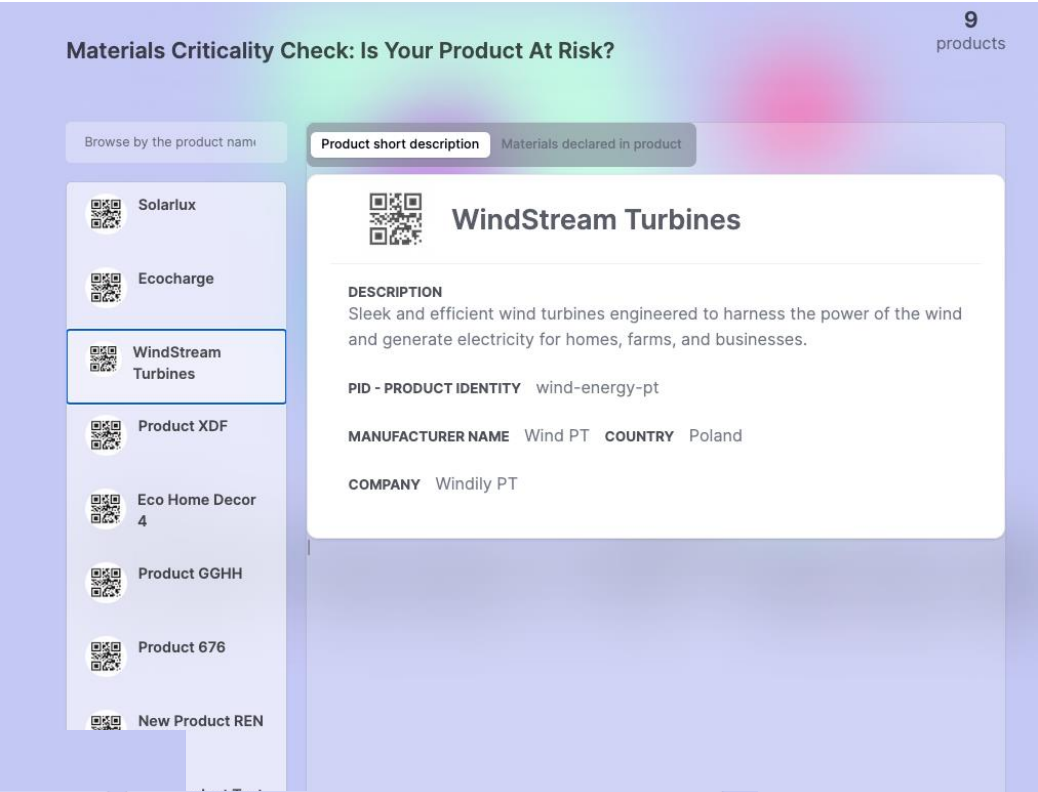 9
products
Materials Criticality Check: Is Your Product At Risk?
Browse by the product nam
Product short description
Materials declared in product
Solarlux
Ecocharge
WindStream
Turbines
Product XDF
Eco Home Decor
4
Product GGHH
Product 676
New Product REN
WindStream Turbines
DESCRIPTION
Sleek and efficient wind turbines engineered to harness the power of the wind
and generate electricity for homes, farms, and businesses.
PID - PRODUCT IDENTITY wind-energy-pt
MANUFACTURER NAME Wind PT COUNTRY Poland
COMPANY Windily PT